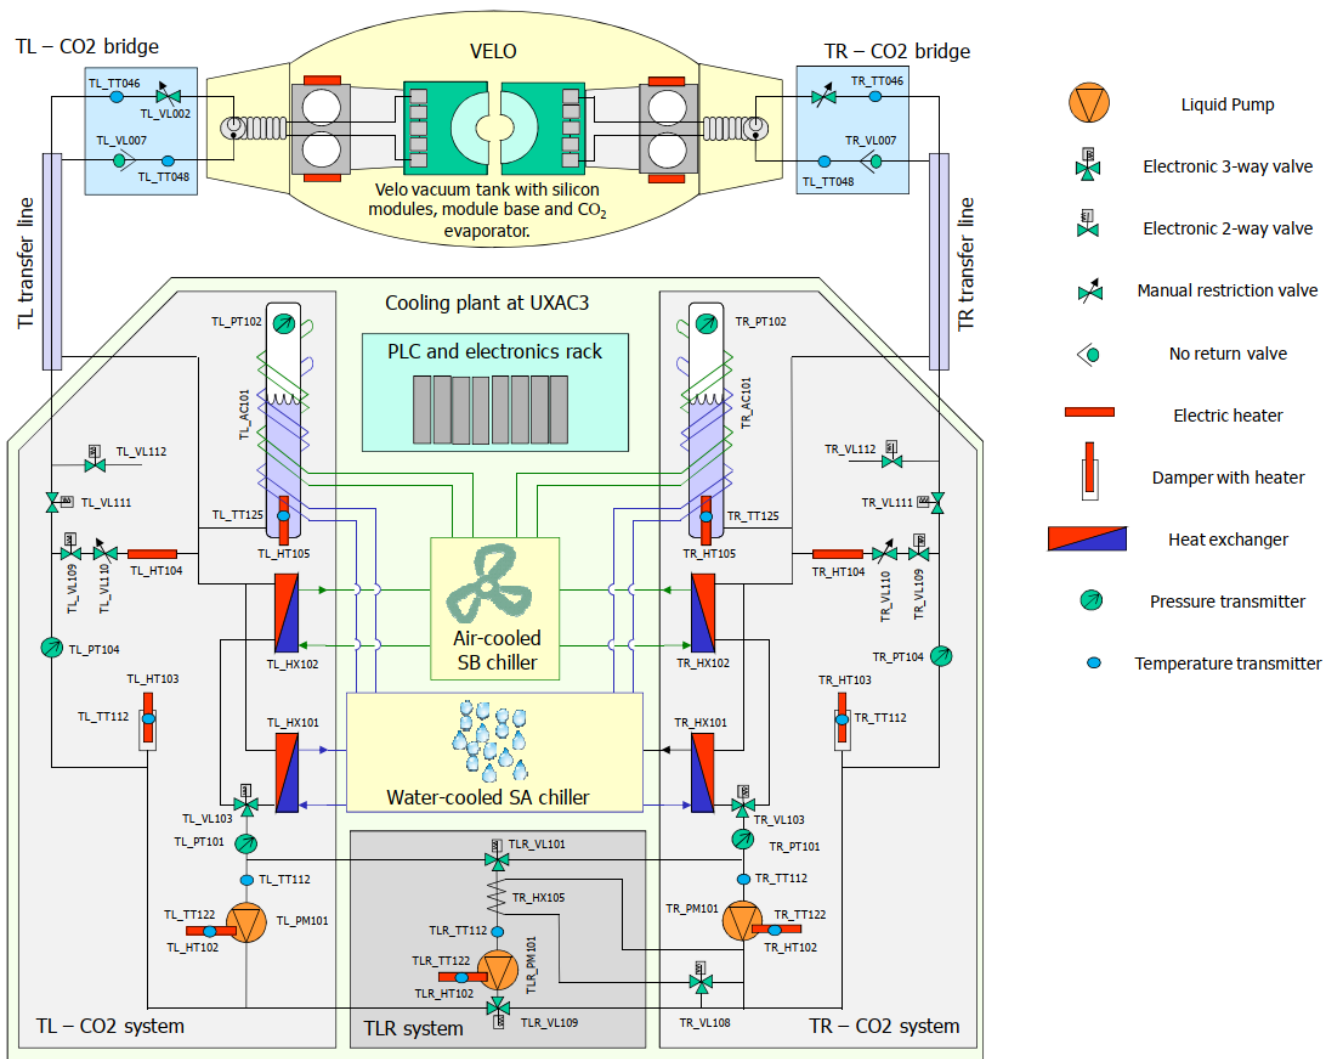 TL – CO2 bridge
VELO
TR – CO2 bridge
TL_TT046
TL_VL002
TL_VL007
TL_TT048
TR_TT046
TR_VL007
TR_TT048
Velo vacuum tank with silicon
modules, module base and CO2
evaporator.
TL transfer line
TR transfer line
Cooling plant at UXAC3
PLC and electronics rack
TL_PT102
TL_AC101
TR_PT102
TR_AC101
TL_VL112
TL_VL111
TL_TT125
TL_HT105
TL_VL109
TL_VL110
TL_HT104
TL_PT104
TL_HT103
TL_TT112
TL_HX102
TL_HX101
TL_VL103
TL_PT101
TL_TT112
TL_TT122
TL_HT102
TL_PM101
Air-cooled
SB chiller
Water-cooled SA chiller
TR_VL112
TR_VL111
TR_TT125
TR_HT105
TR_HT104
TR_VL110
TR_VL109
TR_PT104
TR_HT103
TR_TT112
TR_HX102
TR_HX101
TR_VL103
TR_PT101
TR_TT112
TR_PM101
TR_TT122
TR_HT102
TLR_VL101
TR_HX105
TLR_TT112
TLR_TT122
TLR_HT102
TLR_PM101
TLR_VL109
TR_VL108
TL – CO2 system
TLR system
TR – CO2 system
Liquid Pump
Electronic 3-way valve
Electronic 2-way valve
Manual restriction valve
No return valve
Electric heater
Damper with heater
Heat exchanger
Pressure transmitter
Temperature transmitter